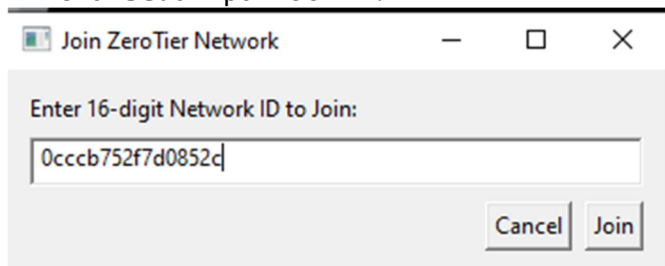 Join ZeroTier Network
Enter 16-digit Network ID to Join:
0cccb752f7d0852c
Cancel Join